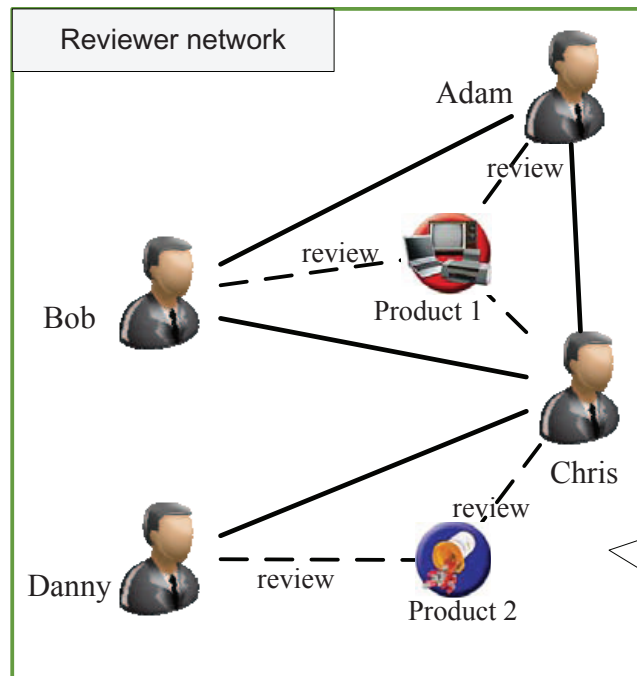 Reviewer network
Adam
review
review
Bob
Product 1
Chris
review
Danny
review
Product 2